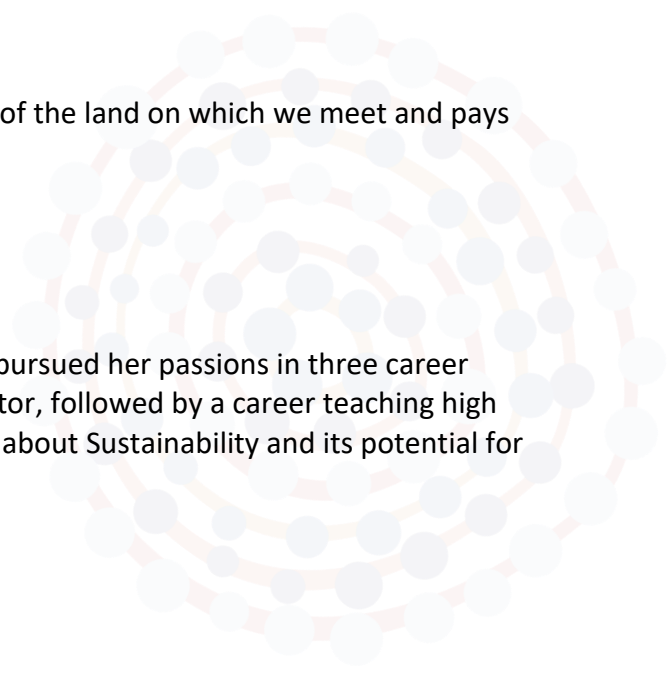 of the land on which we meet and pays
pursued her passions in three career
tor, followed by a career teaching high
about Sustainability and its potential for